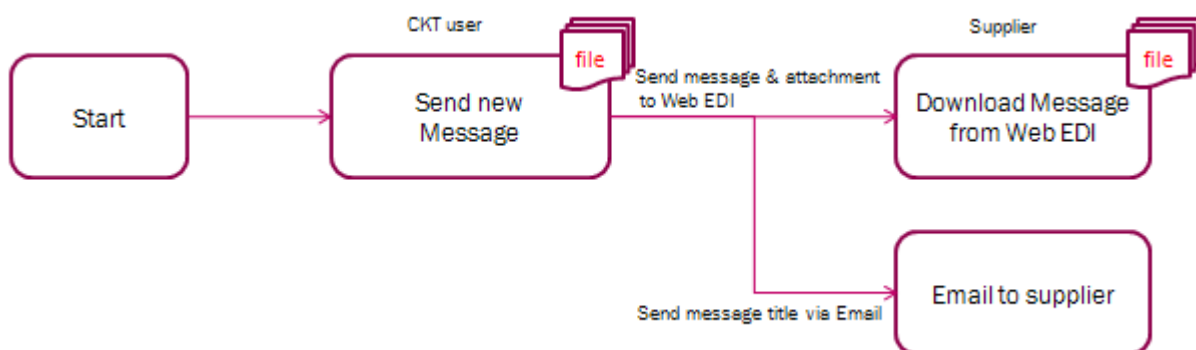 CKT user
Supplier
file
file
Start
Send new
Message
Send message & attachment
to Web EDI
Download Message
from Web EDI
Send message title via Email
Email to supplier